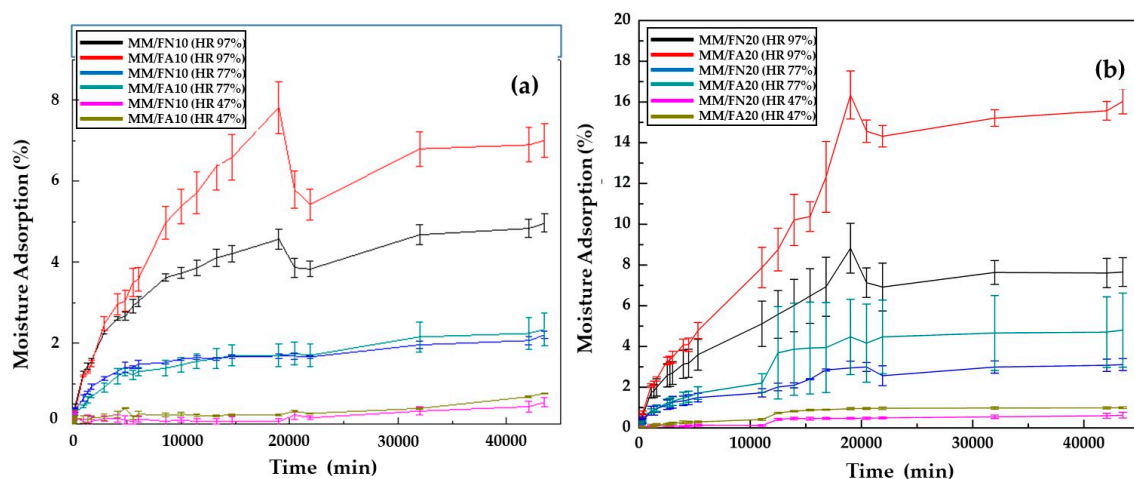 MM/FN10 (HR 97%)
MM/FA10 (HR 97%)
MM/FN10 (HR 77%)
MM/FA10 (HR 77%)
MM/FN10 (HR 47%)
MM/FA10 (HR 47%)
(a)
8
6
4
2
0
Moisture Adsorption (%)
0
10000
20000
30000
40000
Time (min)
MM/FN20 (HR 97%)
MM/FA20 (HR 97%)
MM/FN20 (HR 77%)
MM/FA20 (HR 77%)
MM/FN20 (HR 47%)
MM/FA20 (HR 47%)
(b)
20
18
16
14
12
10
8
6
4
2
0
Moisture Adsorption (%)
0
10000
20000
30000
40000
Time (min)